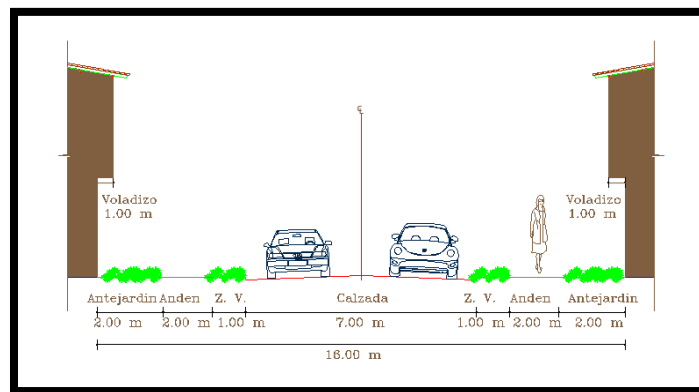 ℄
Voladizo
1.00 m
Voladizo
1.00 m
Antejardin Anden Z. V. Calzada Z. V. Anden Antejardin
2.00 m 2.00 m 1.00 m 7.00 m 1.00 m 2.00 m 2.00 m
16.00 m